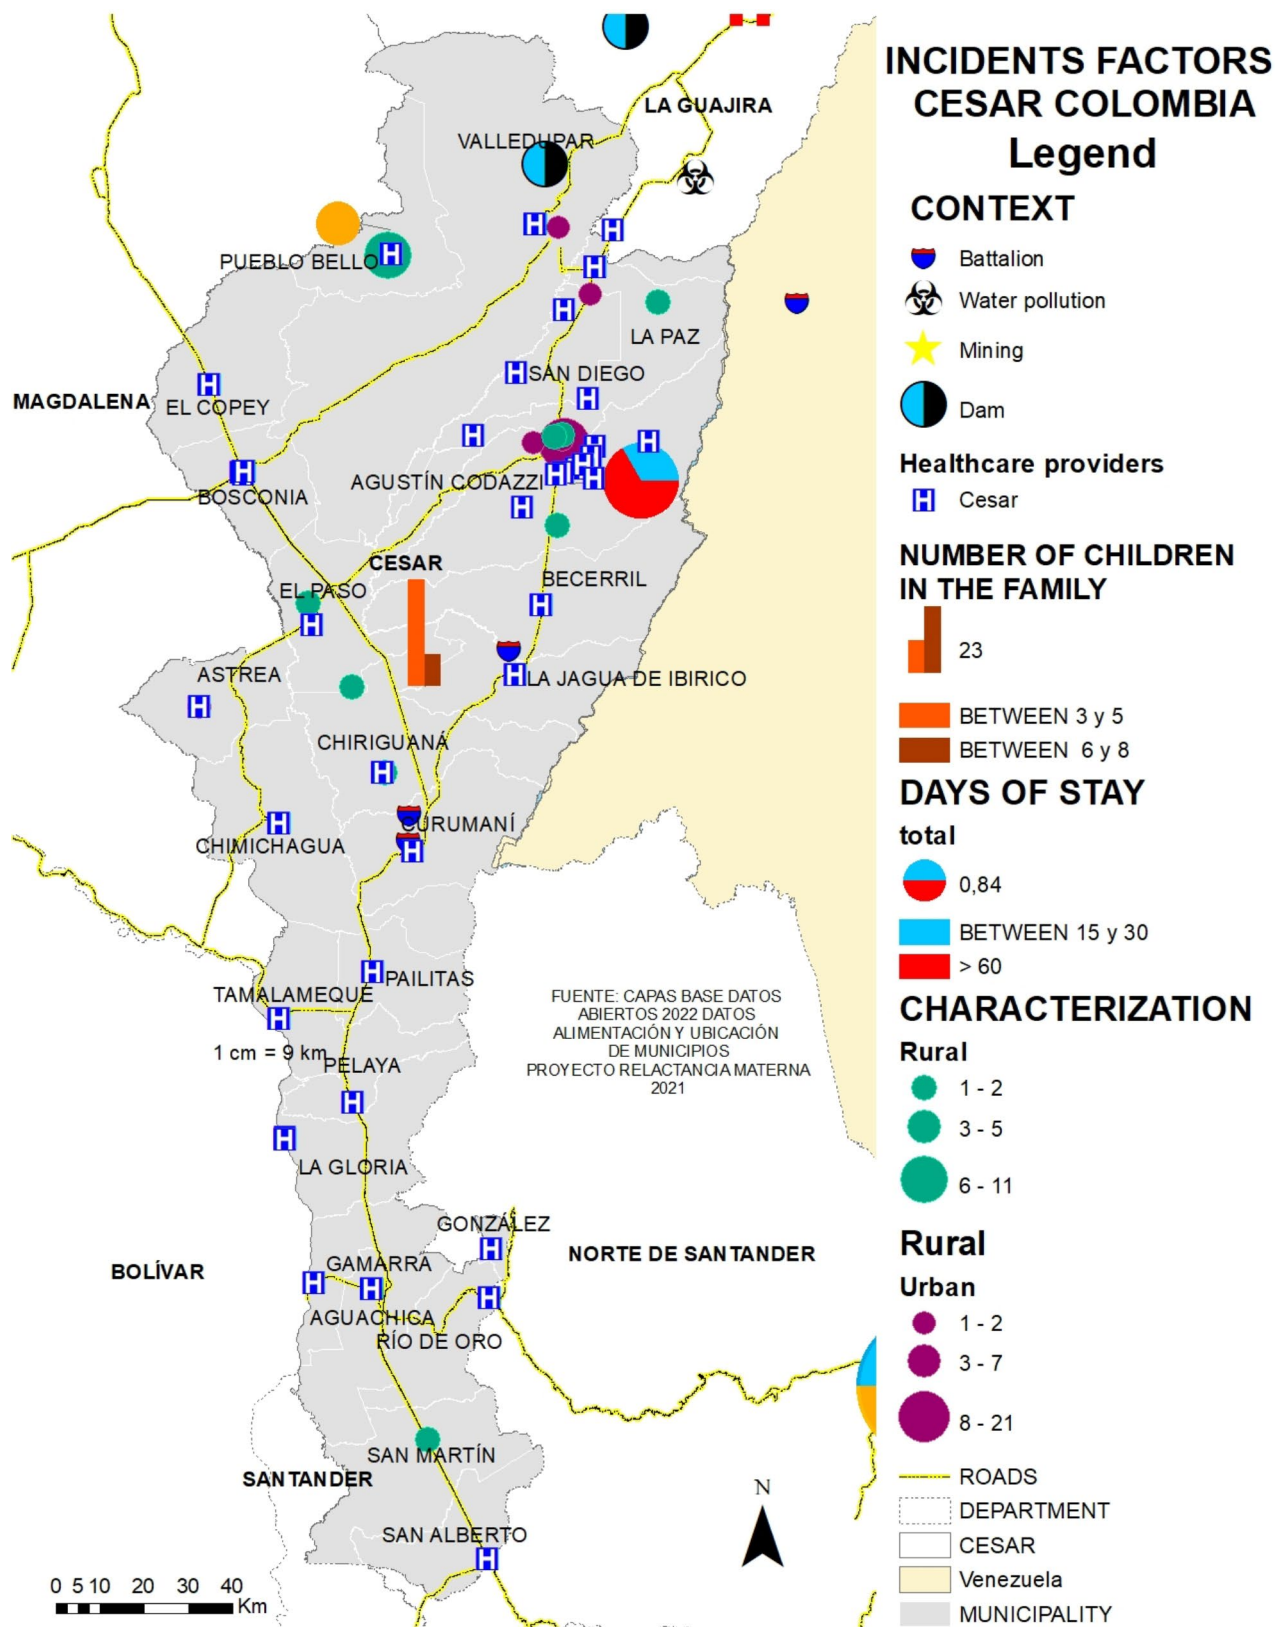 LA GUAJIRA
VALLEDUPAR
PUEBLO BELLO
LA PAZ
SAN DIEGO
MAGDALENA
EL COPEY
AGUSTÍN CODAZZI
BOSCONIA
CESAR
BECERRIL
EL PASO
ASTREA
LA JAGUA DE IBIRICO
CHIRIGUANÁ
CURUMANÍ
CHIMICHAGUA
PAILITAS
TAMALAMEQUE
1 cm = 9 km
PELAYA
FUENTE: CAPAS BASE DATOS
ABIERTOS 2022 DATOS
ALIMENTACIÓN Y UBICACIÓN
DE MUNICIPIOS
PROYECTO RELACTANCIA MATERNA
2021
LA GLORIA
GONZÁLEZ
NORTE DE SANTANDER
BOLÍVAR
GAMARRA
AGUACHICA
RÍO DE ORO
SAN MARTÍN
SANTANDER
SAN ALBERTO
N
0 5 10 20 30 40
Km
INCIDENTS FACTORS
CESAR COLOMBIA
Legend
CONTEXT
Battalion
Water pollution
Mining
Dam
Healthcare providers
H Cesar
NUMBER OF CHILDREN
IN THE FAMILY
23
BETWEEN 3 y 5
BETWEEN 6 y 8
DAYS OF STAY
total
0,84
BETWEEN 15 y 30
> 60
CHARACTERIZATION
Rural
1 - 2
3 - 5
6 - 11
Rural
Urban
1 - 2
3 - 7
8 - 21
ROADS
DEPARTMENT
CESAR
Venezuela
MUNICIPALITY